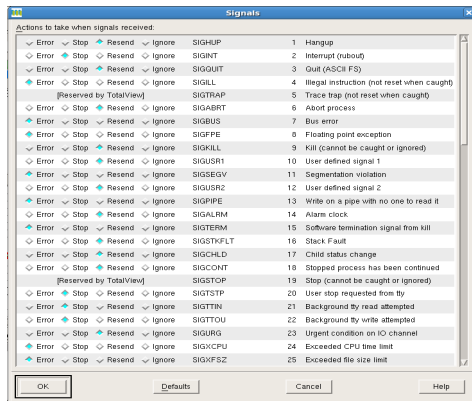 Signals
Actions to take when signals received:
Error Stop Resend Ignore SIGHUP 1 Hangup
Error Stop Resend Ignore SIGINT 2 Interrupt (rubout)
Error Stop Resend Ignore SIGQUIT 3 Quit (ASCII FS)
Error Stop Resend Ignore SIGILL 4 Illegal instruction (not reset when caught)
[Reserved by TotalView] SIGTRAP 5 Trace trap (not reset when caught)
Error Stop Resend Ignore SIGABRT 6 Abort process
Error Stop Resend Ignore SIGBUS 7 Bus error
Error Stop Resend Ignore SIGFPE 8 Floating point exception
Error Stop Resend Ignore SIGKILL 9 Kill (cannot be caught or ignored)
Error Stop Resend Ignore SIGUSR1 10 User defined signal 1
Error Stop Resend Ignore SIGSEGV 11 Segmentation violation
Error Stop Resend Ignore SIGUSR2 12 User defined signal 2
Error Stop Resend Ignore SIGPIPE 13 Write on a pipe with no one to read it
Error Stop Resend Ignore SIGALRM 14 Alarm clock
Error Stop Resend Ignore SIGTERM 15 Software termination signal from kill
Error Stop Resend Ignore SIGSTKFLT 16 Stack Fault
Error Stop Resend Ignore SIGCHLD 17 Child status change
Error Stop Resend Ignore SIGCONT 18 Stopped process has been continued
[Reserved by TotalView] SIGSTOP 19 Stop (cannot be caught or ignored)
Error Stop Resend Ignore SIGTSTP 20 User stop requested from tty
Error Stop Resend Ignore SIGTTIN 21 Background tty read attempted
Error Stop Resend Ignore SIGTTOU 22 Background tty write attempted
Error Stop Resend Ignore SIGURG 23 Urgent condition on IO channel
Error Stop Resend Ignore SIGXCPU 24 Exceeded CPU time limit
Error Stop Resend Ignore SIGXFSZ 25 Exceeded file size limit
OK Defaults Cancel Help